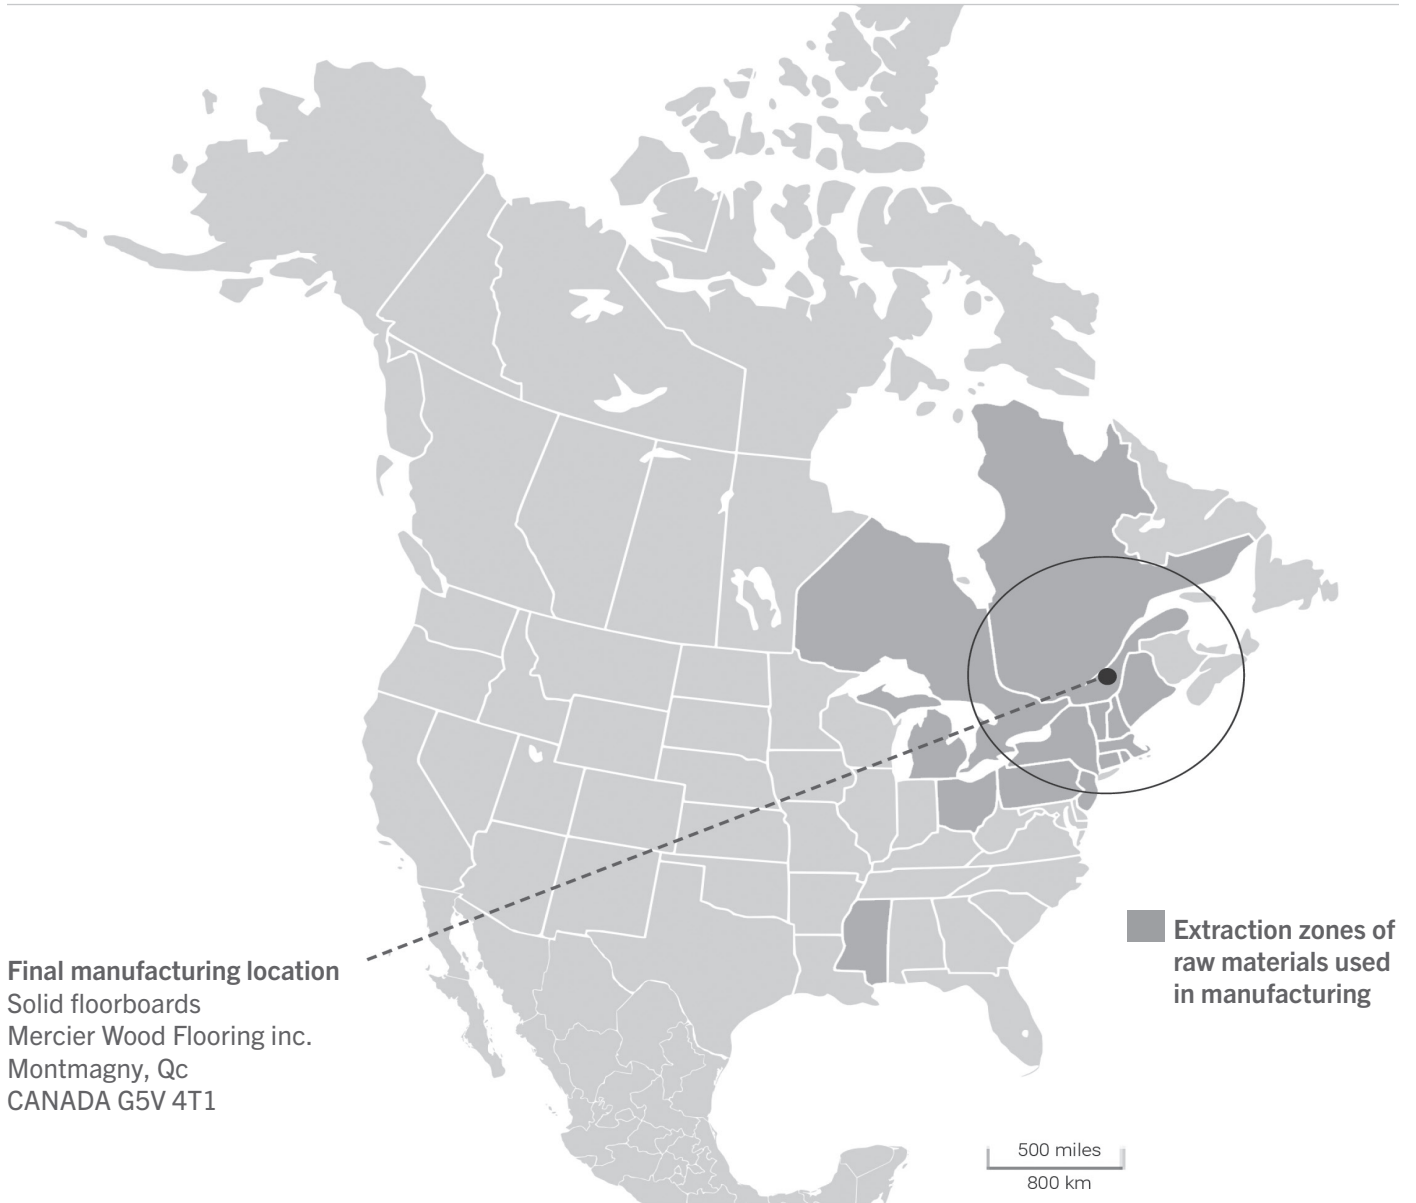 Final manufacturing location
Solid floorboards
Mercier Wood Flooring inc.
Montmagny, Qc
CANADA G5V 4T1
Extraction zones of
raw materials used
in manufacturing
500 miles
800 km